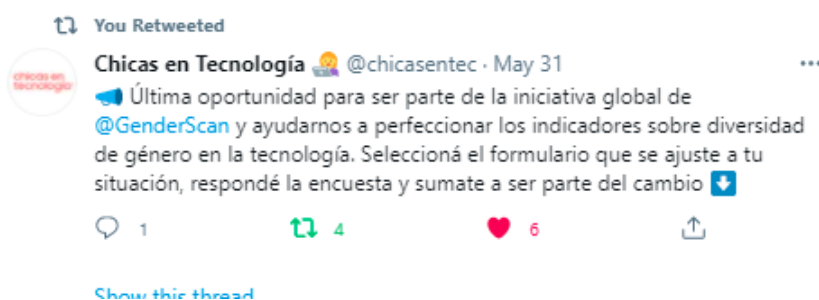 You Retweeted
Chicas en Tecnología 👩‍💻 @chicasentec · May 31
chicas en
tecnología
📣 Última oportunidad para ser parte de la iniciativa global de
@GenderScan y ayudarnos a perfeccionar los indicadores sobre diversidad
de género en la tecnología. Seleccioná el formulario que se ajuste a tu
situación, respondé la encuesta y sumate a ser parte del cambio ⬇️
1 4 6
Show this thread